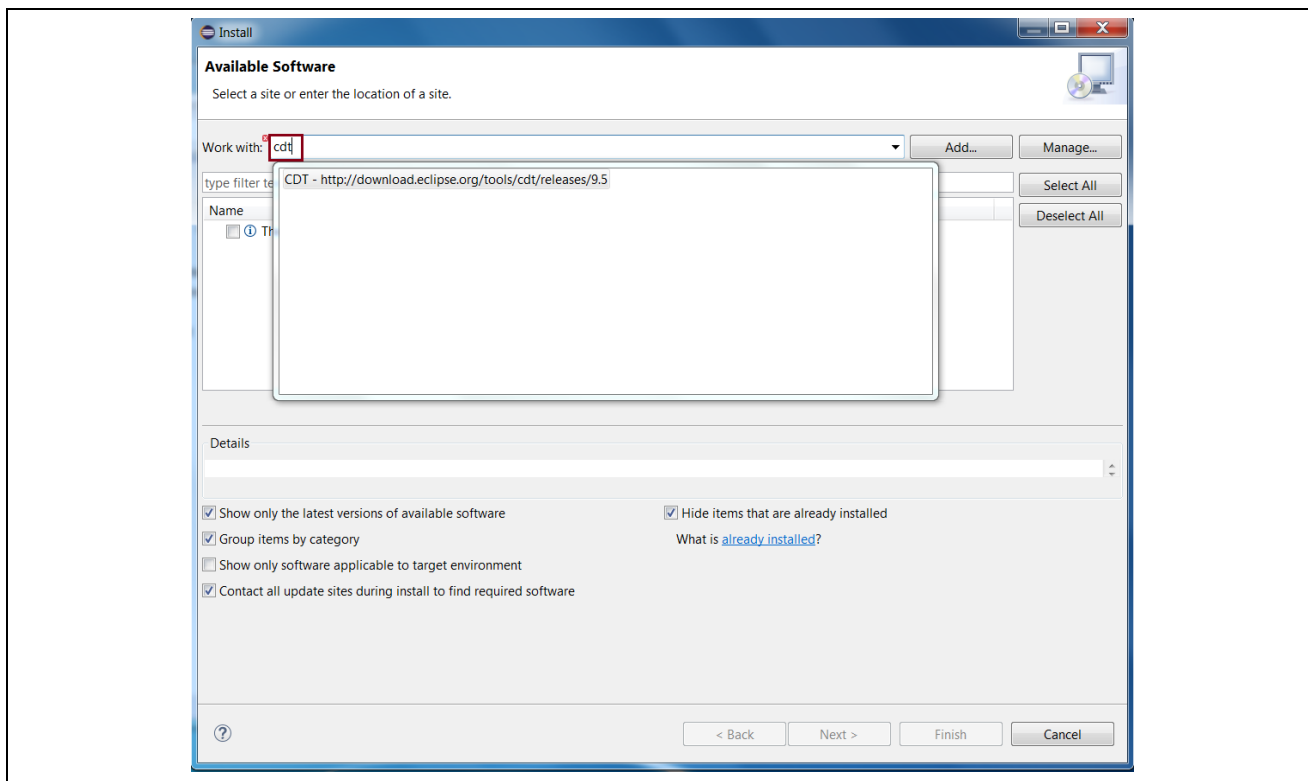 Install
Available Software
Select a site or enter the location of a site.
Work with: cdt
Add...
Manage...
CDT - http://download.eclipse.org/tools/cdt/releases/9.5
type filter te
Select All
Name
Deselect All
Th
Details
Show only the latest versions of available software
Hide items that are already installed
Group items by category
What is already installed?
Show only software applicable to target environment
Contact all update sites during install to find required software
< Back
Next >
Finish
Cancel